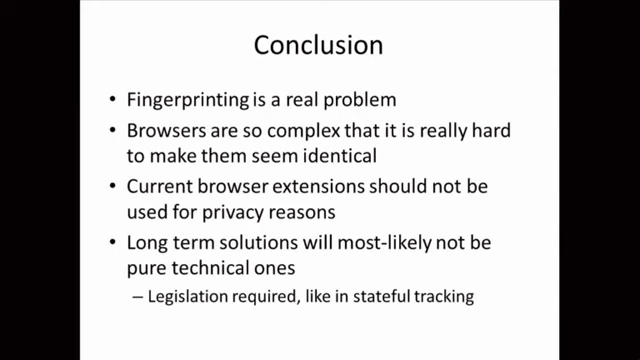 Conclusion
• Fingerprinting is a real problem
• Browsers are so complex that it is really hard
to make them seem identical
• Current browser extensions should not be
used for privacy reasons
• Long term solutions will most-likely not be
pure technical ones
– Legislation required, like in stateful tracking